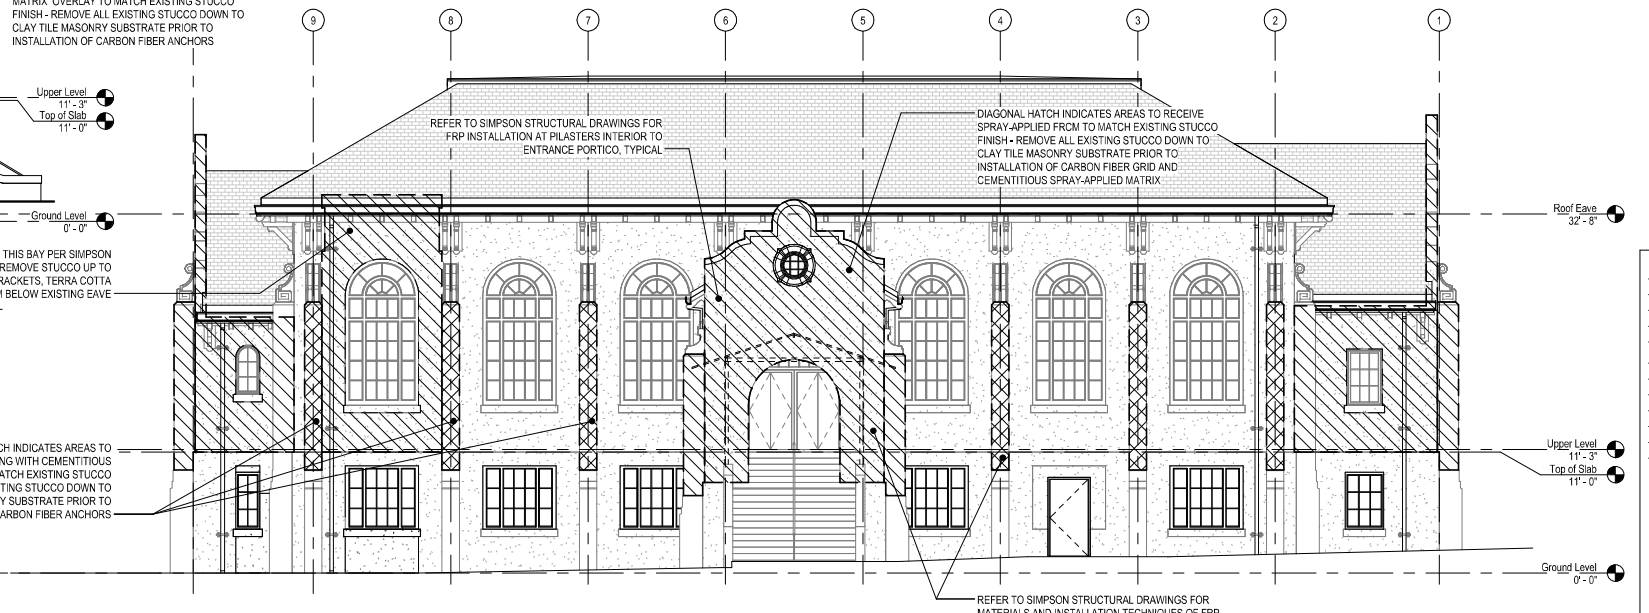 MATRIX OVERLAY TO MATCH EXISTING STUCCO
FINISH - REMOVE ALL EXISTING STUCCO DOWN TO
CLAY TILE MASONRY SUBSTRATE PRIOR TO
INSTALLATION OF CARBON FIBER ANCHORS
9
8
7
6
5
4
3
2
1
Upper Level
11' - 3"
Top of Slab
11' - 0"
Ground Level
0' - 0"
REFER TO SIMPSON STRUCTURAL DRAWINGS FOR
FRP INSTALLATION AT PILASTERS INTERIOR TO
ENTRANCE PORTICO, TYPICAL
DIAGONAL HATCH INDICATES AREAS TO RECEIVE
SPRAY-APPLIED FRCM TO MATCH EXISTING STUCCO
FINISH - REMOVE ALL EXISTING STUCCO DOWN TO
CLAY TILE MASONRY SUBSTRATE PRIOR TO
INSTALLATION OF CARBON FIBER GRID AND
CEMENTITIOUS SPRAY-APPLIED MATRIX
Roof Eave
32' - 8"
THIS BAY PER SIMPSON
REMOVE STUCCO UP TO
RACKETS, TERRA COTTA
M BELOW EXISTING EAVE
CH INDICATES AREAS TO
NG WITH CEMENTITIOUS
ATCH EXISTING STUCCO
TING STUCCO DOWN TO
Y SUBSTRATE PRIOR TO
CARBON FIBER ANCHORS
Upper Level
11' - 3"
Top of Slab
11' - 0"
Ground Level
0' - 0"
REFER TO SIMPSON STRUCTURAL DRAWINGS FOR
MATERIALS AND INSTALLATION TECHNIQUES OF FRP